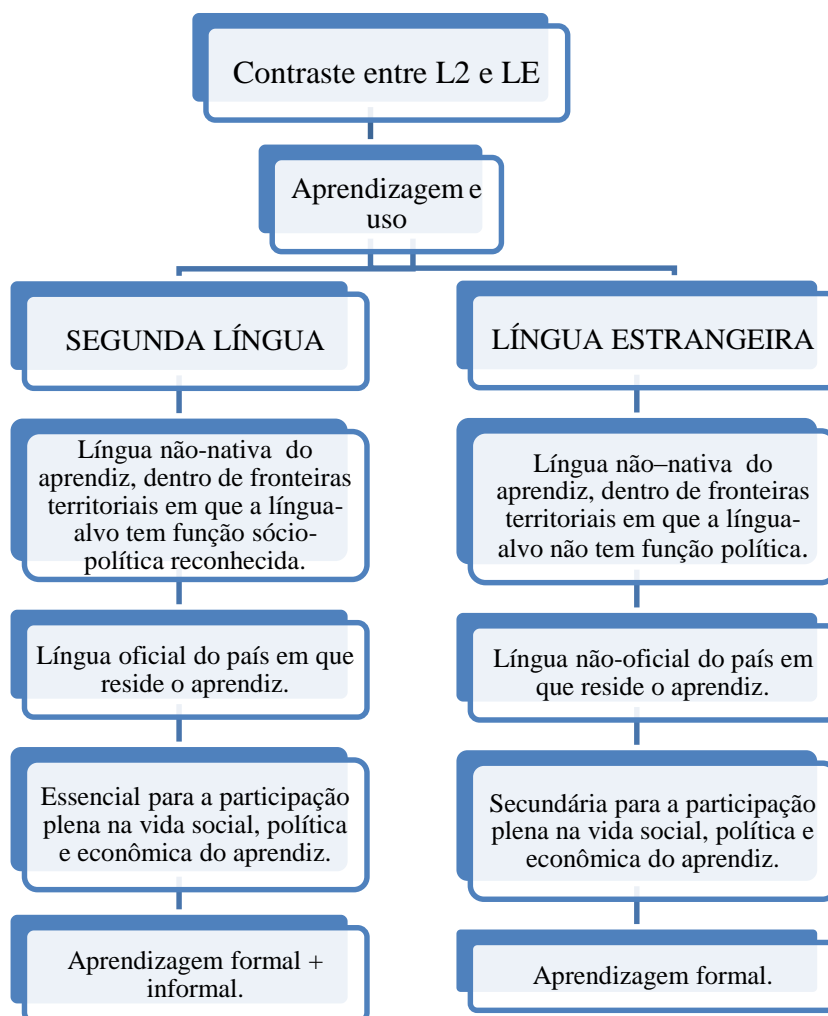 Contraste entre L2 e LE
Aprendizagem e
uso
SEGUNDA LÍNGUA
Língua não-nativa do
aprendiz, dentro de fronteiras
territoriais em que a língua-
alvo tem função sócio-
política reconhecida.
Língua oficial do país em que
reside o aprendiz.
Essencial para a participação
plena na vida social, política
e econômica do aprendiz.
Aprendizagem formal +
informal.
LÍNGUA ESTRANGEIRA
Língua não–nativa do
aprendiz, dentro de fronteiras
territoriais em que a língua-
alvo não tem função política.
Língua não-oficial do país em
que reside o aprendiz.
Secundária para a participação
plena na vida social, política e
econômica do aprendiz.
Aprendizagem formal.